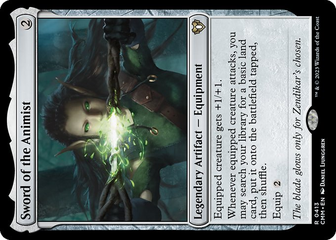 Sword of the Animist 2
Legendary Artifact – Equipment
Equipped creature gets +1/+1.
Whenever equipped creature attacks, you
may search your library for a basic land
card, put it onto the battlefield tapped,
then shuffle.
Equip 2
The blade glows only for Zendikar's chosen.
R 0413
™ & © 2023 Wizards of the Coast
EN DANIEL LJUNGGREN